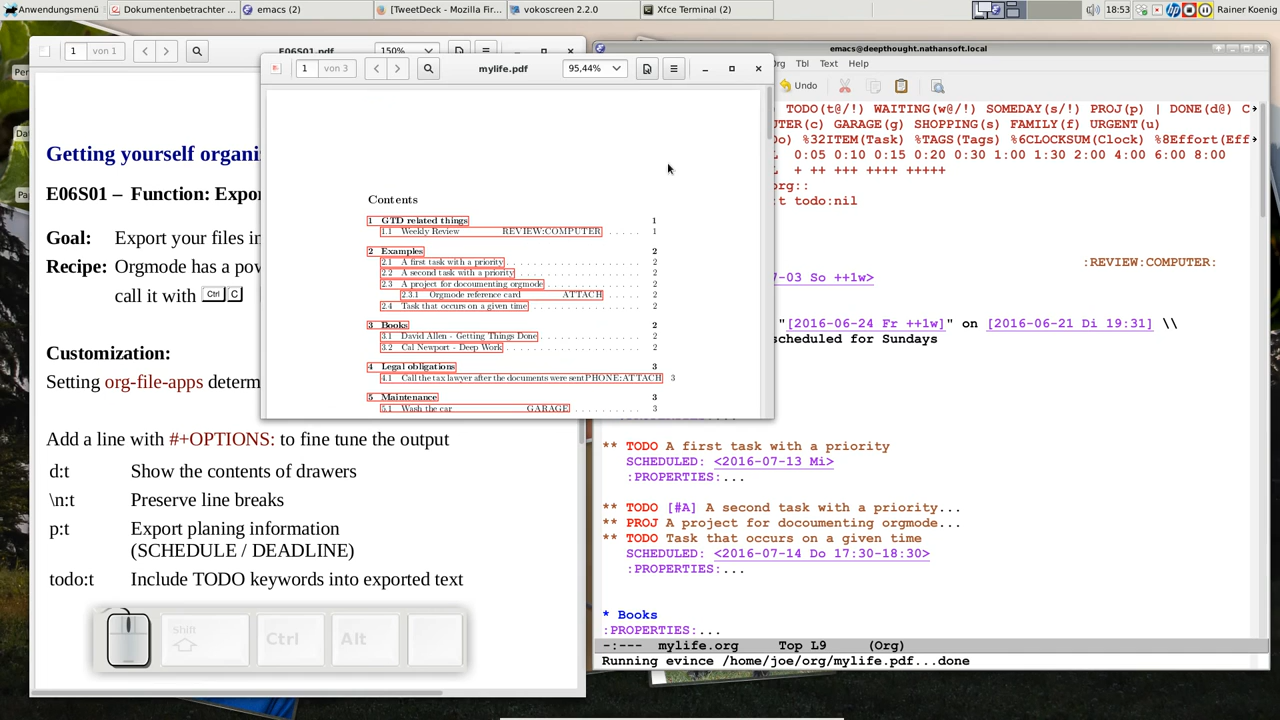 Anwendungsmenü
Dokumentenbetrachter ...
emacs (2)
[TweetDeck - Mozilla Fir...
vokoscreen 2.2.0
Xfce Terminal (2)
18:53
Rainer Koenig
1 von 1
E06S01.pdf
150%
Getting yourself organi
E06S01 – Function: Expor
Goal: Export your files in
Recipe: Orgmode has a pow
call it with Ctrl C
Customization:
Setting org-file-apps determ
Add a line with #+OPTIONS: to fine tune the output
d:t Show the contents of drawers
\n:t Preserve line breaks
p:t Export planing information
(SCHEDULE / DEADLINE)
todo:t Include TODO keywords into exported text
Shift
Ctrl
Alt
1 von 3
mylife.pdf
95,44%
Contents
1 GTD related things 1
1.1 Weekly Review REVIEW:COMPUTER . . . . . 1
2 Examples 2
2.1 A first task with a priority . . . . . . . . . . . . . 2
2.2 A second task with a priority . . . . . . . . . . . . 2
2.3 A project for docoumenting orgmode . . . . . . . . . 2
2.3.1 Orgmode reference card ATTACH . . . . . 2
2.4 Task that occurs on a given time . . . . . . . . . . . 2
3 Books 2
3.1 David Allen - Getting Things Done . . . . . . . . . . 2
3.2 Cal Newport - Deep Work . . . . . . . . . . . . . 2
4 Legal obligations 3
4.1 Call the tax lawyer after the documents were sent PHONE:ATTACH 3
5 Maintenance 3
5.1 Wash the car GARAGE . . . . . . . . . . 3
emacs@deepthought.nathansoft.local
Org Tbl Text Help
Undo
TODO(t@/!) WAITING(w@/!) SOMEDAY(s/!) PROJ(p) | DONE(d@) C
TER(c) GARAGE(g) SHOPPING(s) FAMILY(f) URGENT(u)
o) %32ITEM(Task) %TAGS(Tags) %6CLOCKSUM(Clock) %8Effort(Eff
L 0:05 0:10 0:15 0:20 0:30 1:00 1:30 2:00 4:00 6:00 8:00
L + ++ +++ ++++ +++++
org::
t todo:nil
:REVIEW:COMPUTER:
-03 So ++1w>
"[2016-06-24 Fr ++1w] on [2016-06-21 Di 19:31] \\
scheduled for Sundays
** TODO A first task with a priority
SCHEDULED: <2016-07-13 Mi>
:PROPERTIES:...
** TODO [#A] A second task with a priority...
** PROJ A project for docoumenting orgmode...
** TODO Task that occurs on a given time
SCHEDULED: <2016-07-14 Do 17:30-18:30>
:PROPERTIES:...
* Books
:PROPERTIES:...
-:--- mylife.org Top L9 (Org)
Running evince /home/joe/org/mylife.pdf...done